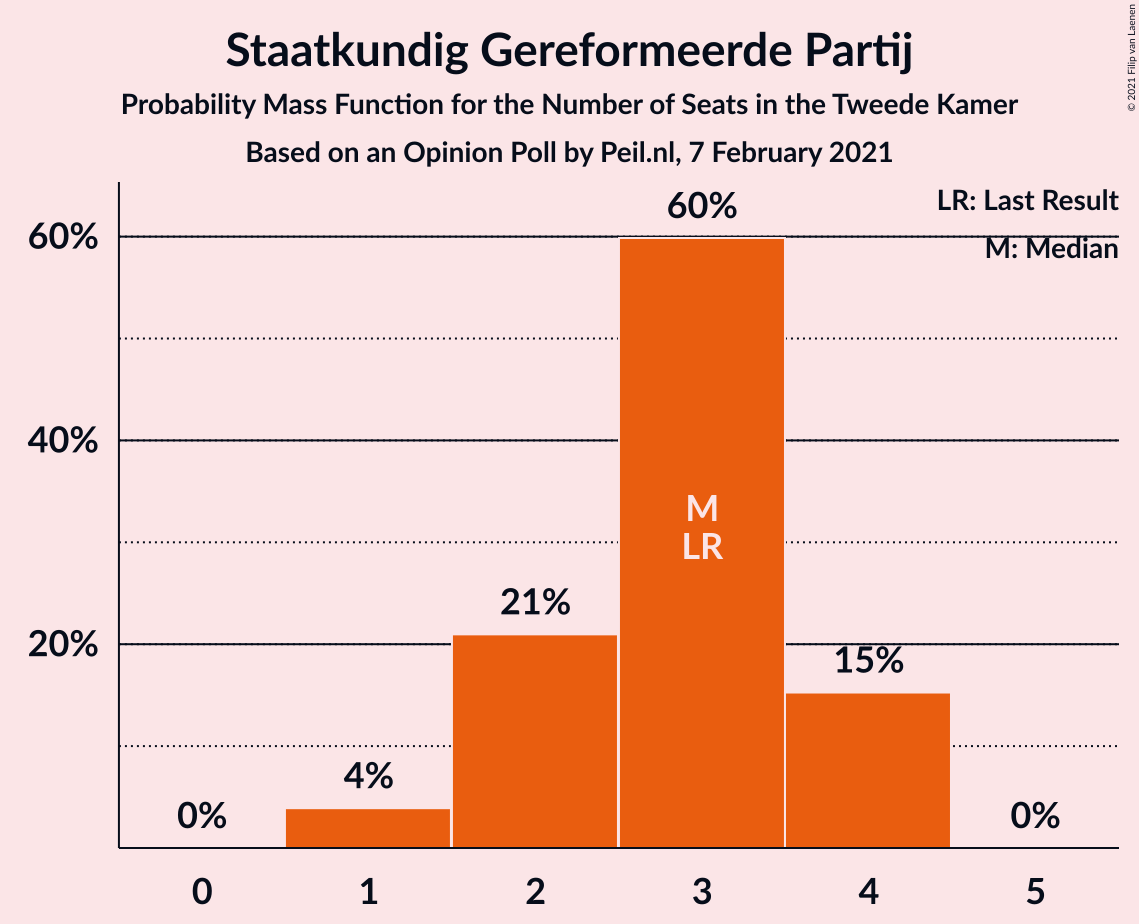 Staatkundig Gereformeerde Partij
Probability Mass Function for the Number of Seats in the Tweede Kamer
Based on an Opinion Poll by Peil.nl, 7 February 2021
© 2021 Filip van Laenen
LR: Last Result
M: Median
60%
40%
20%
0%
4%
21%
60%
M
LR
15%
0%
0
1
2
3
4
5